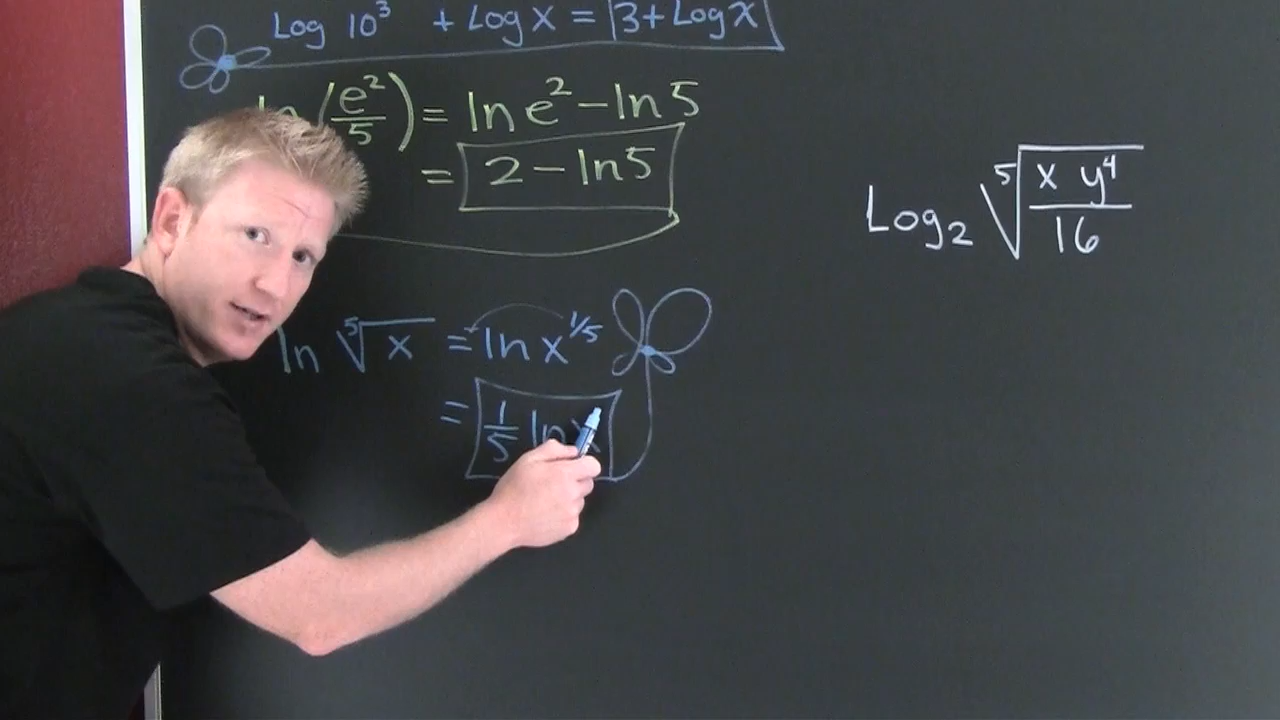 Log 10³ + Log x = 3 + Log x
ln (e²/5) = ln e² − ln 5
= 2 − ln 5
ln ⁵√x = ln x^1/5
= 1/5 ln x
Log₂ ⁵√(x y⁴/16)